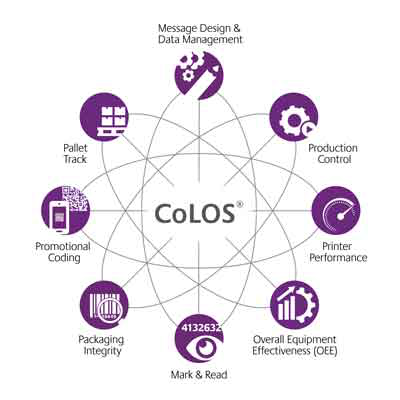 Message Design &
Data Management
Pallet
Track
Production
Control
CoLOS®
Promotional
Coding
Printer
Performance
Packaging
Integrity
4132632
Overall Equipment
Effectiveness (OEE)
Mark & Read